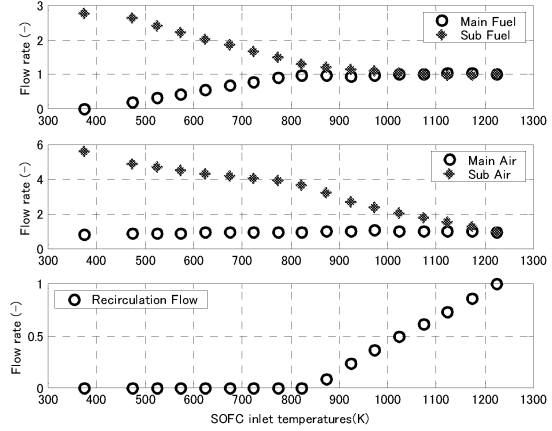 3
2
1
0
Flow rate (-)
Main Fuel
Sub Fuel
300 400 500 600 700 800 900 1000 1100 1200 1300
6
4
2
0
Flow rate (-)
Main Air
Sub Air
300 400 500 600 700 800 900 1000 1100 1200 1300
1
0.5
0
Flow rate (-)
Recirculation Flow
300 400 500 600 700 800 900 1000 1100 1200 1300
SOFC inlet temperatures(K)